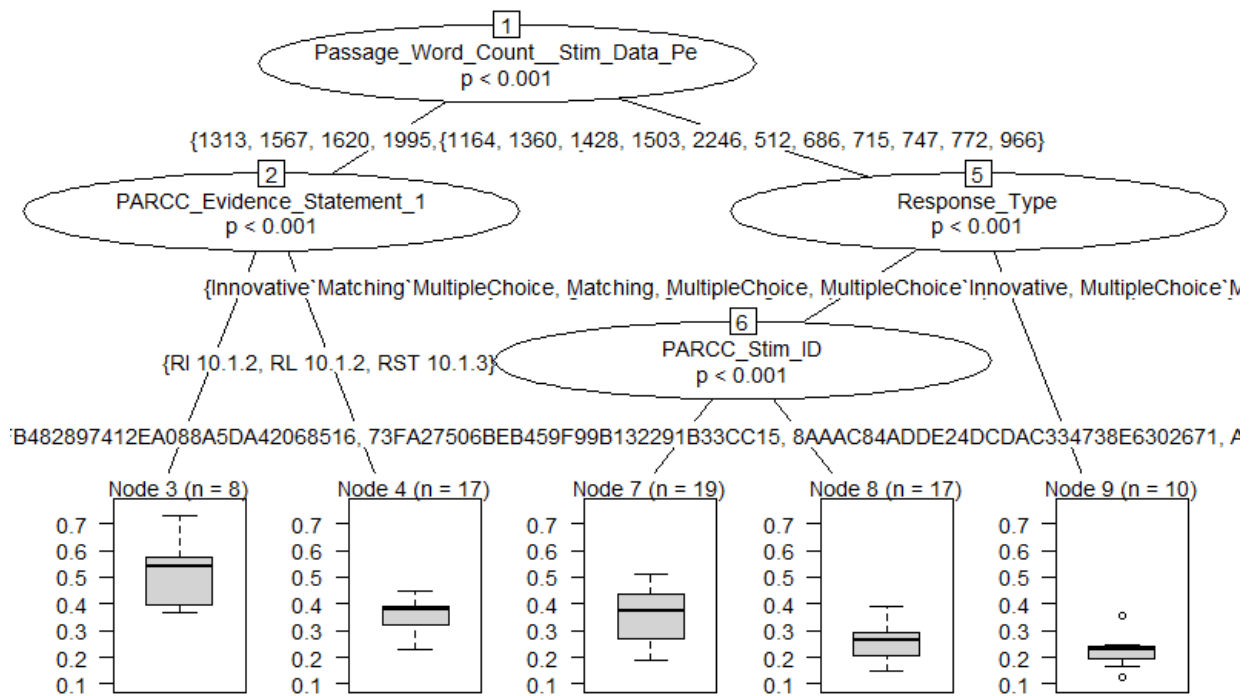 1
Passage_Word_Count__Stim_Data_Pe
p < 0.001
{1313, 1567, 1620, 1995, {1164, 1360, 1428, 1503, 2246, 512, 686, 715, 747, 772, 966}
2
PARCC_Evidence_Statement_1
p < 0.001
5
Response_Type
p < 0.001
{Innovative`Matching`MultipleChoice, Matching, MultipleChoice, MultipleChoice`Innovative, MultipleChoice`M
6
PARCC_Stim_ID
p < 0.001
{RI 10.1.2, RL 10.1.2, RST 10.1.3}
FB482897412EA088A5DA42068516, 73FA27506BEB459F99B132291B33CC15, 8AAAC84ADDE24DCDAC334738E6302671, A
Node 3 (n = 8)
0.7
0.6
0.5
0.4
0.3
0.2
0.1
Node 4 (n = 17)
0.7
0.6
0.5
0.4
0.3
0.2
0.1
Node 7 (n = 19)
0.7
0.6
0.5
0.4
0.3
0.2
0.1
Node 8 (n = 17)
0.7
0.6
0.5
0.4
0.3
0.2
0.1
Node 9 (n = 10)
0.7
0.6
0.5
0.4
0.3
0.2
0.1